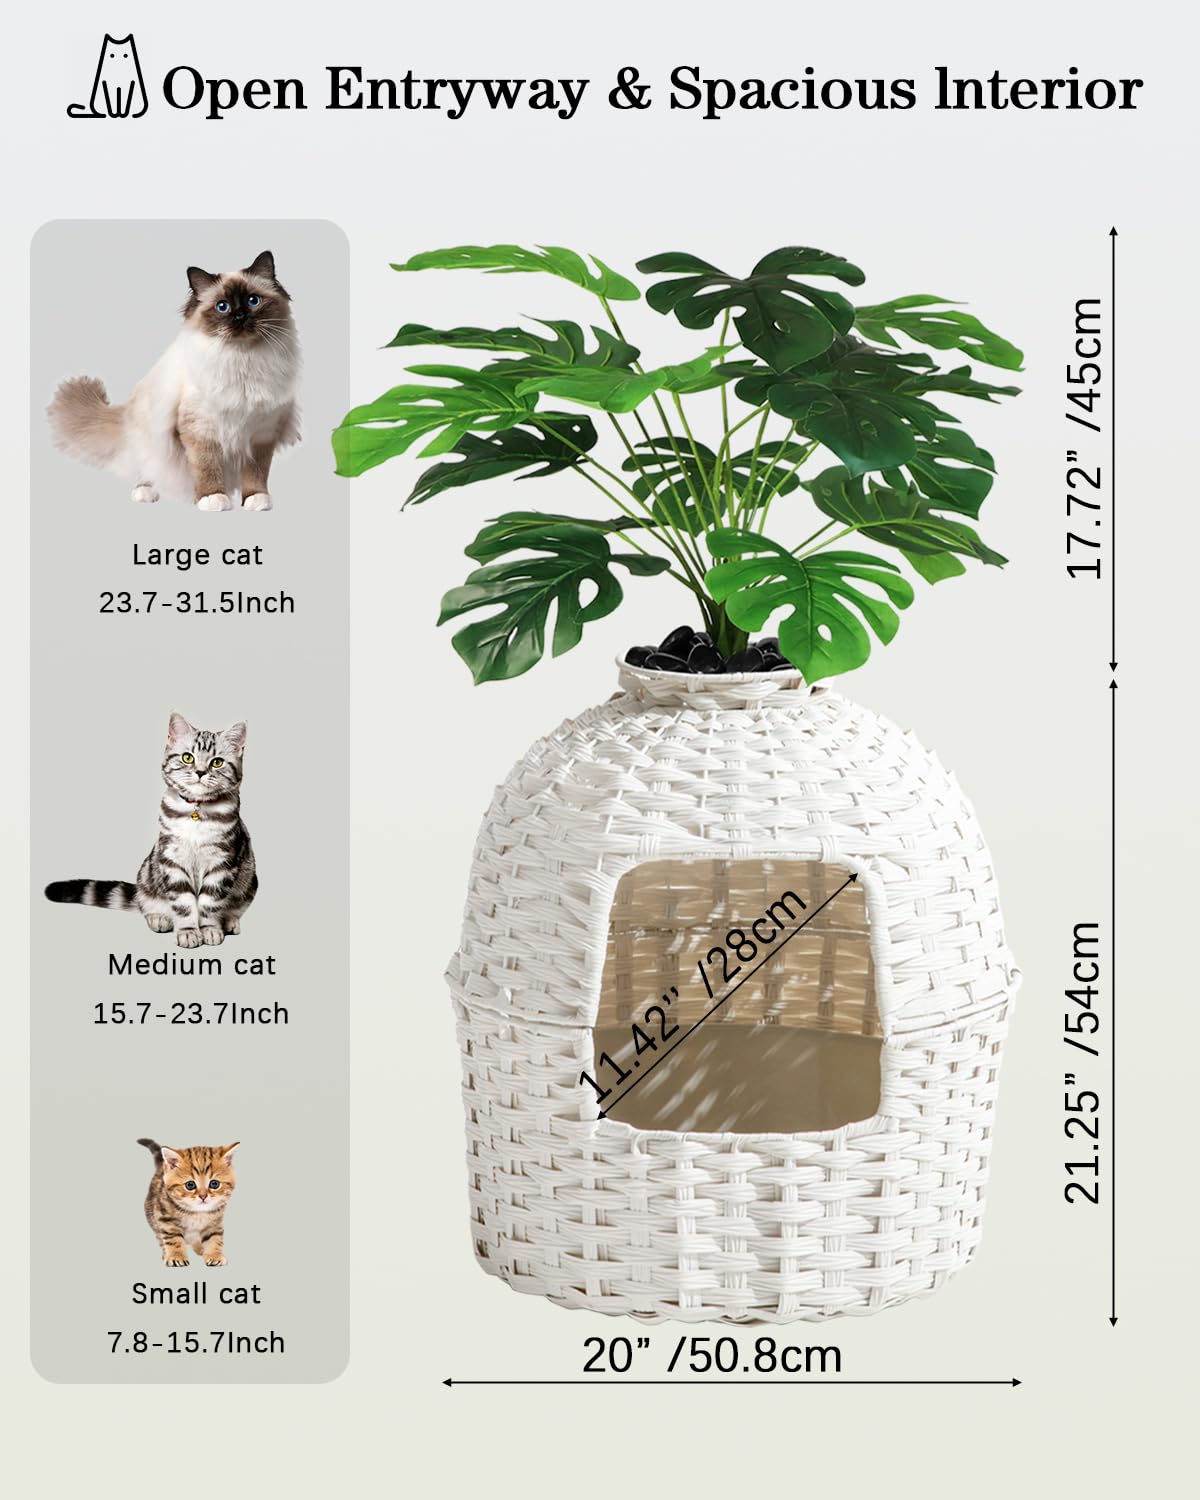 Open Entryway & Spacious Interior
17.72” /45cm
Large cat
23.7-31.5Inch
11.42” /28cm
21.25” /54cm
Medium cat
15.7-23.7Inch
Small cat
7.8-15.7Inch
20” /50.8cm